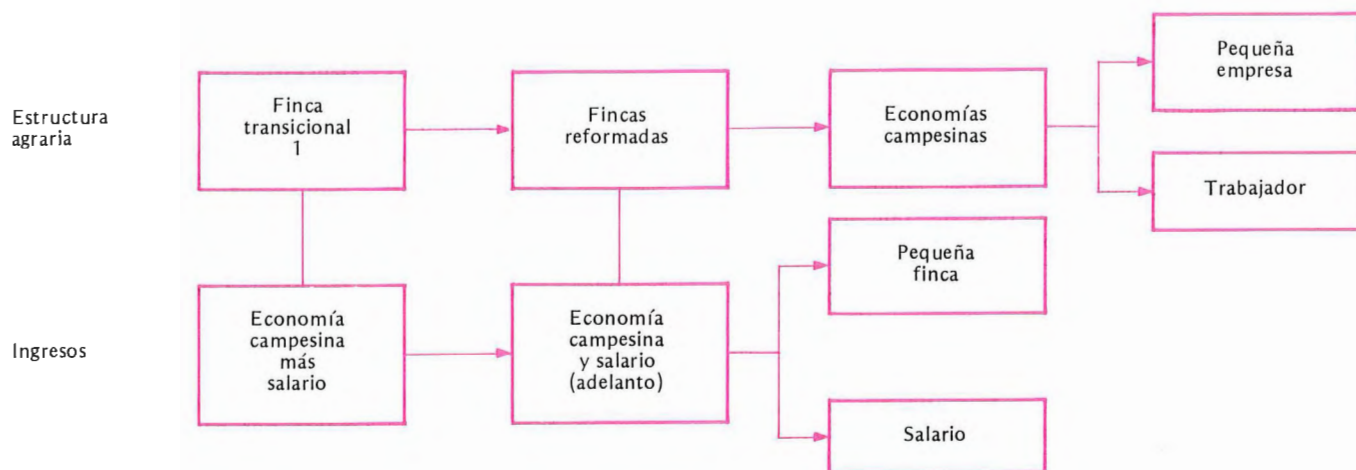 Estructura
agraria
Finca
transicional
1
Fincas
reformadas
Economías
campesinas
Pequeña
empresa
Trabajador
Ingresos
Economía
campesina
más
salario
Economía
campesina
y salario
(adelanto)
Pequeña
finca
Salario